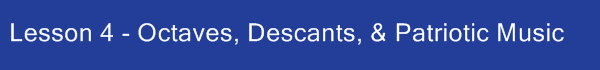 Lesson 4 - Octaves, Descants, & Patriotic Music